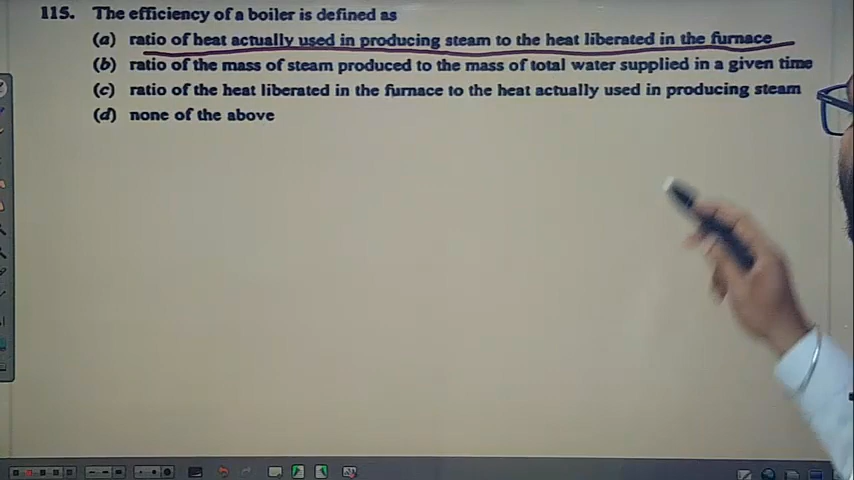 115. The efficiency of a boiler is defined as
(a) ratio of heat actually used in producing steam to the heat liberated in the furnace
(b) ratio of the mass of steam produced to the mass of total water supplied in a given time
(c) ratio of the heat liberated in the furnace to the heat actually used in producing steam
(d) none of the above